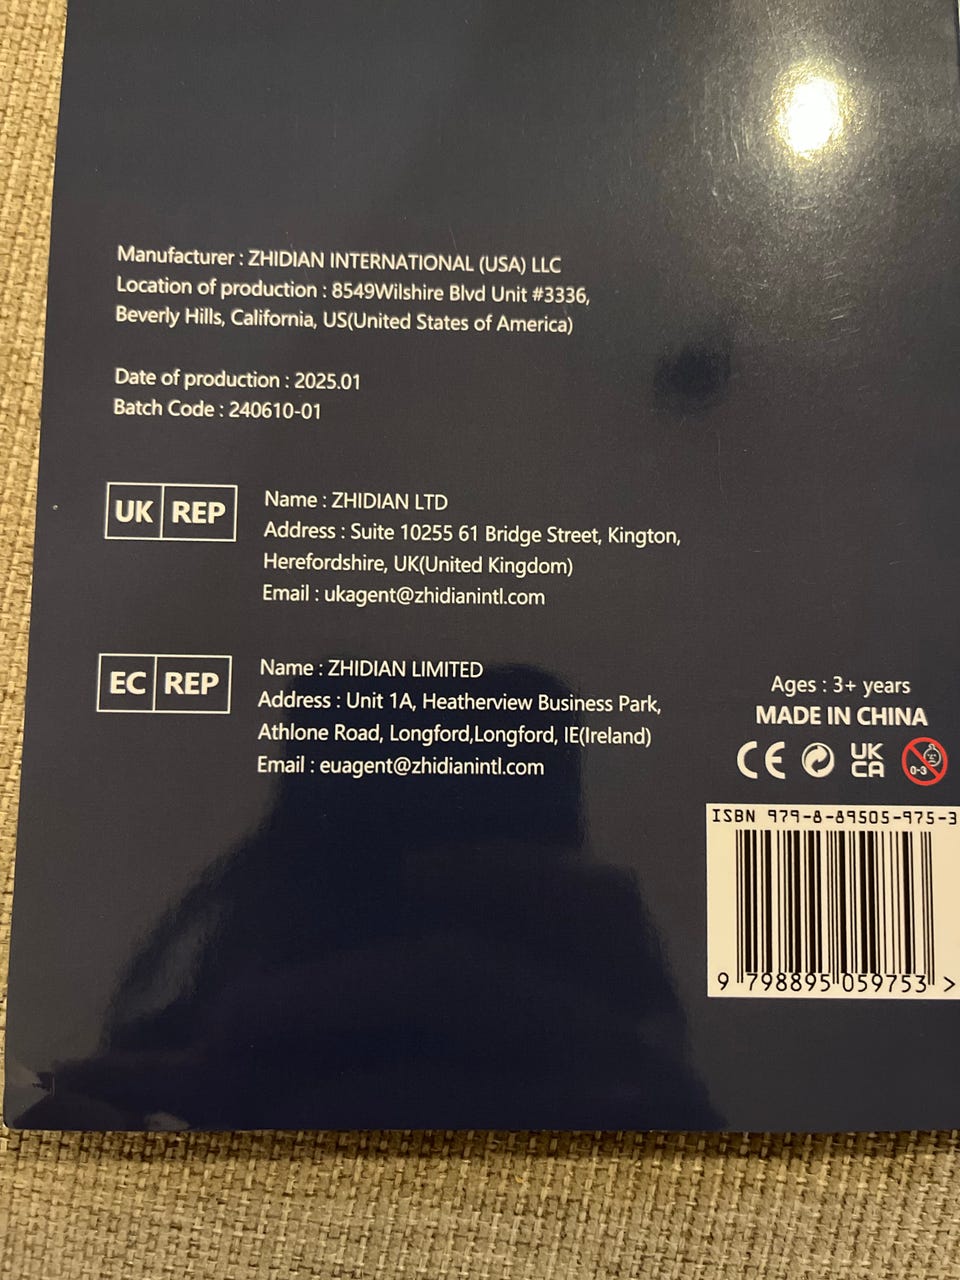 Manufacturer : ZHIDIAN INTERNATIONAL (USA) LLC
Location of production : 8549Wilshire Blvd Unit #3336,
Beverly Hills, California, US(United States of America)
Date of production : 2025.01
Batch Code : 240610-01
UK REP
Name : ZHIDIAN LTD
Address : Suite 10255 61 Bridge Street, Kington,
Herefordshire, UK(United Kingdom)
Email : ukagent@zhidianintl.com
EC REP
Name : ZHIDIAN LIMITED
Address : Unit 1A, Heatherview Business Park,
Athlone Road, Longford,Longford, IE(Ireland)
Email : euagent@zhidianintl.com
Ages : 3+ years
MADE IN CHINA
CE UK CA 0-3
ISBN 979-8-89505-975-3
9 798895 059753 >